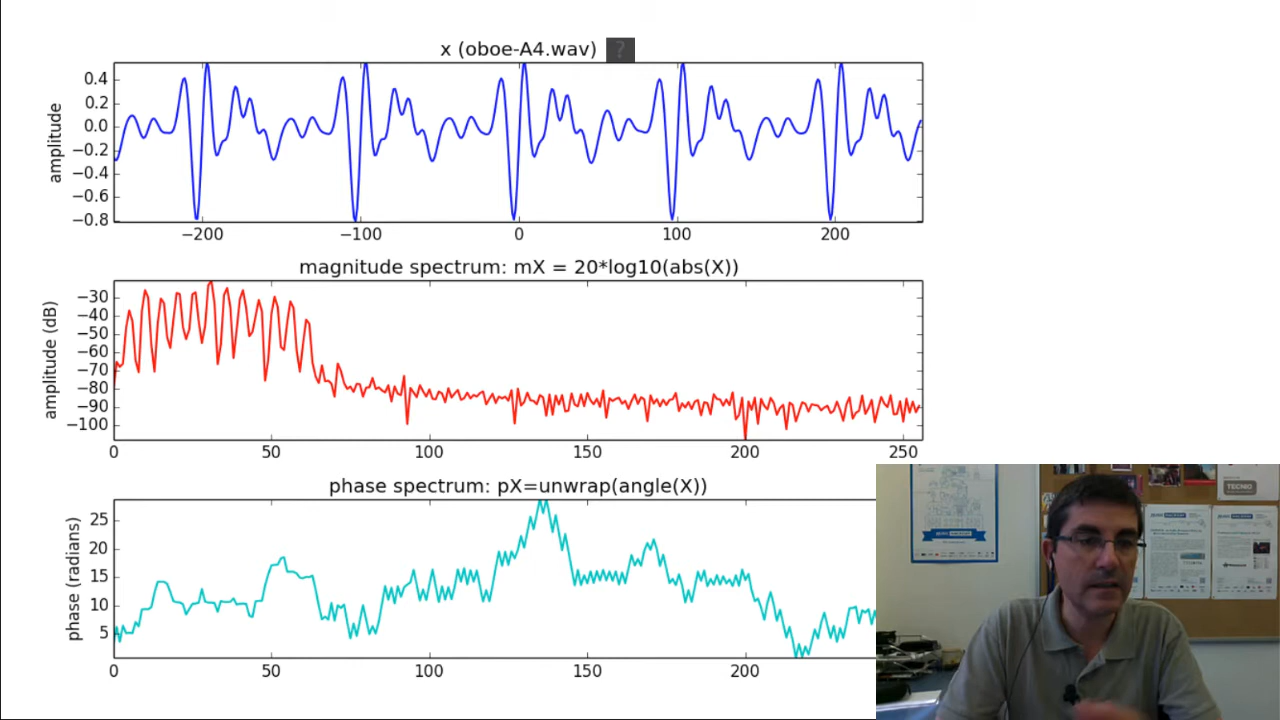 x (oboe-A4.wav) ?
amplitude
0.4
0.2
0.0
−0.2
−0.4
−0.6
−0.8
−200 −100 0 100 200
magnitude spectrum: mX = 20*log10(abs(X))
amplitude (dB)
−30
−40
−50
−60
−70
−80
−90
−100
0 50 100 150 200 250
phase spectrum: pX=unwrap(angle(X))
phase (radians)
25
20
15
10
5
0 50 100 150 200
TECNIO